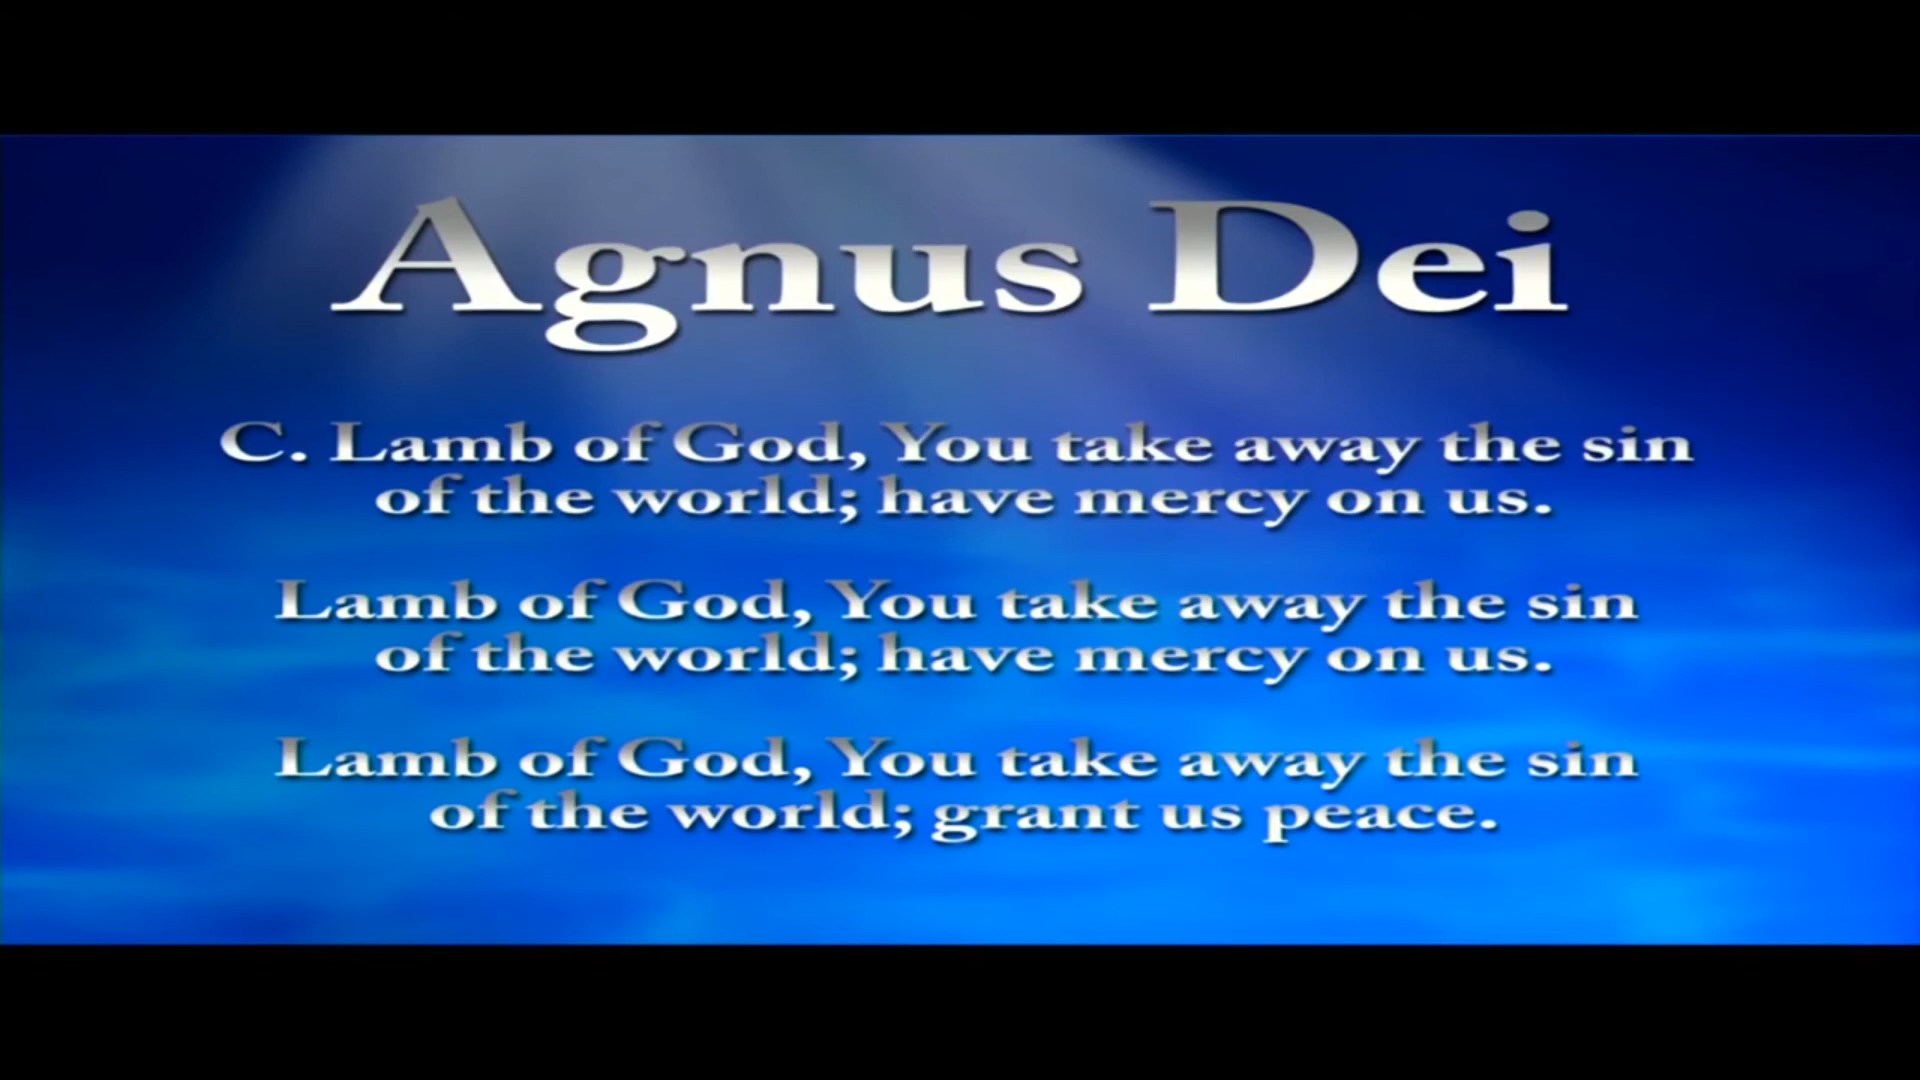 Agnus Dei
C. Lamb of God, You take away the sin
of the world; have mercy on us.
Lamb of God, You take away the sin
of the world; have mercy on us.
Lamb of God, You take away the sin
of the world; grant us peace.